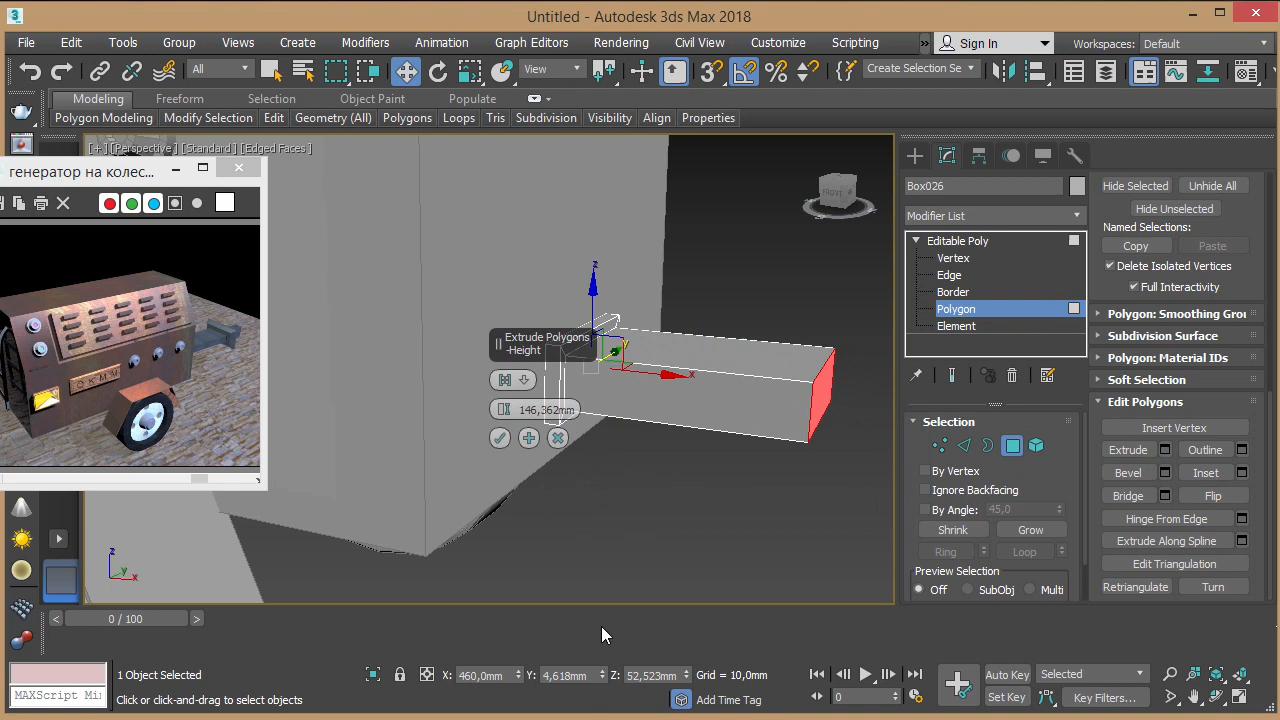 Untitled - Autodesk 3ds Max 2018
File Edit Tools Group Views Create Modifiers Animation Graph Editors Rendering Civil View Customize Scripting Sign In Workspaces: Default
All View Create Selection Se
Modeling Freeform Selection Object Paint Populate
Polygon Modeling Modify Selection Edit Geometry (All) Polygons Loops Tris Subdivision Visibility Align Properties
[ + ] [Perspective ] [Standard ] [Edged Faces ]
генератор на колес...
FRONT
z
y
x
Extrude Polygons
-Height
146,362mm
z
y
x
Box026
Modifier List
Editable Poly
Vertex
Edge
Border
Polygon
Element
Selection
By Vertex
Ignore Backfacing
By Angle: 45,0
Shrink Grow
Ring Loop
Preview Selection
Off SubObj Multi
Hide Selected Unhide All
Hide Unselected
Named Selections:
Copy Paste
Delete Isolated Vertices
Full Interactivity
Polygon: Smoothing Grou
Subdivision Surface
Polygon: Material IDs
Soft Selection
Edit Polygons
Insert Vertex
Extrude Outline
Bevel Inset
Bridge Flip
Hinge From Edge
Extrude Along Spline
Edit Triangulation
Retriangulate Turn
< 0 / 100 >
1 Object Selected X: 460,0mm Y: 4,618mm Z: 52,523mm Grid = 10,0mm Auto Key Selected
MAXScript Mi Click or click-and-drag to select objects Add Time Tag 0 Set Key Key Filters...